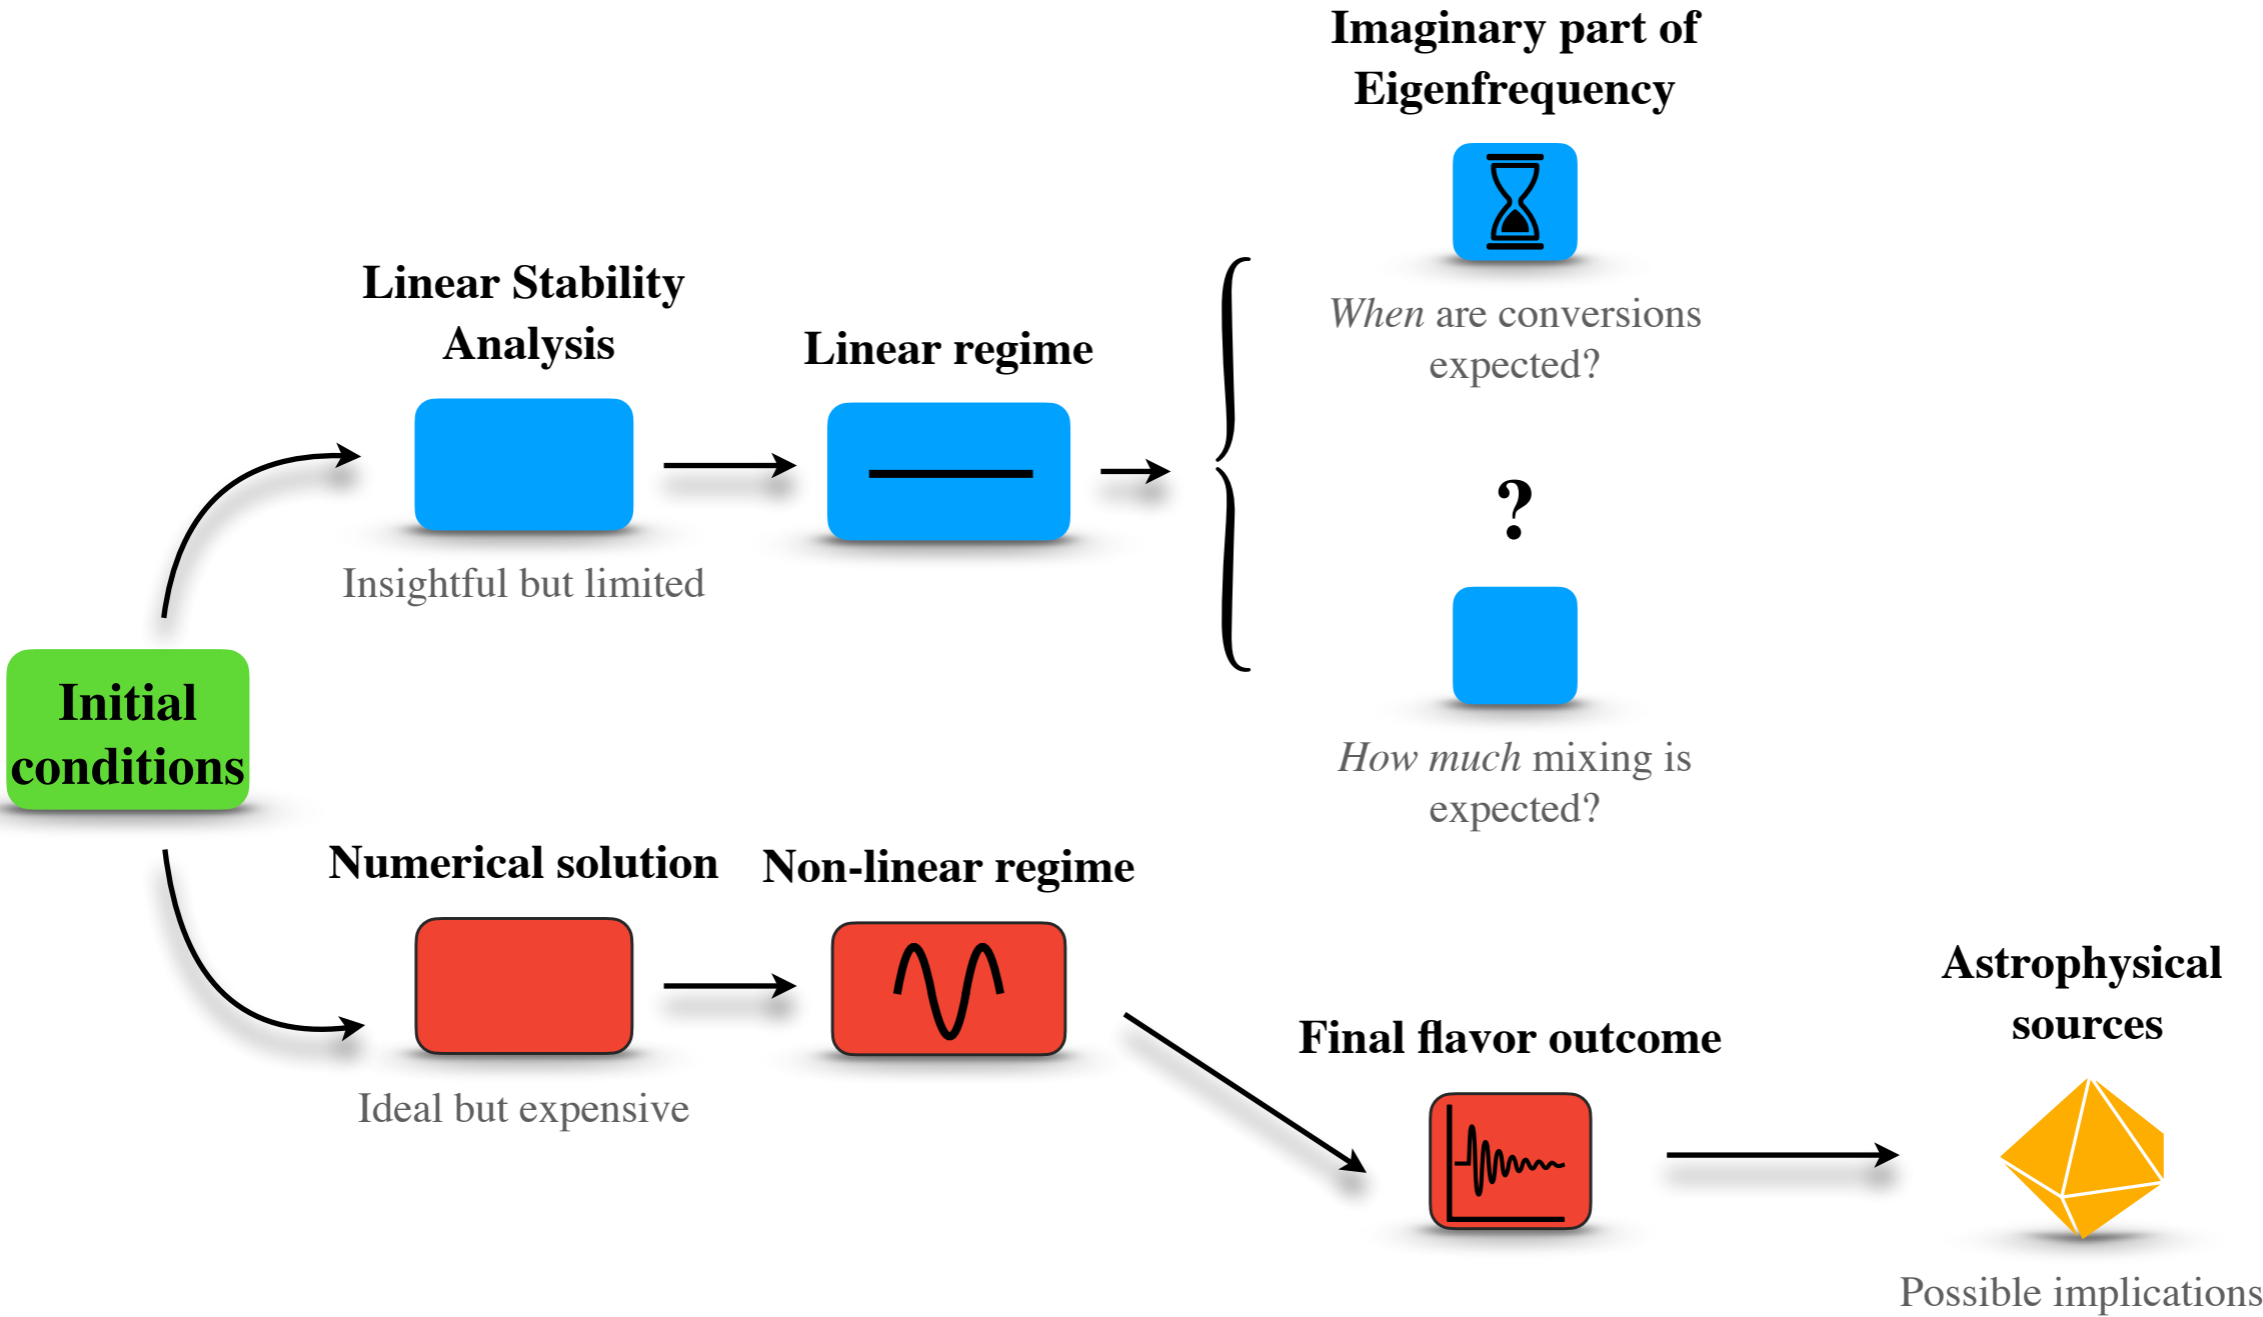 Imaginary part of
Eigenfrequency
When are conversions
expected?
Linear Stability
Analysis
Insightful but limited
Linear regime
?
How much mixing is
expected?
Initial
conditions
Numerical solution
Ideal but expensive
Non-linear regime
Final flavor outcome
Astrophysical
sources
Possible implications